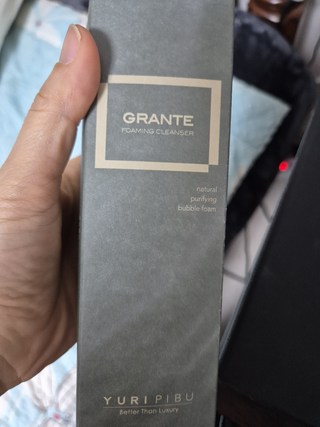 GRANTE
FOAMING CLEANSER
natural
purifying
bubble foam
YURI PIBU
Better Than Luxury